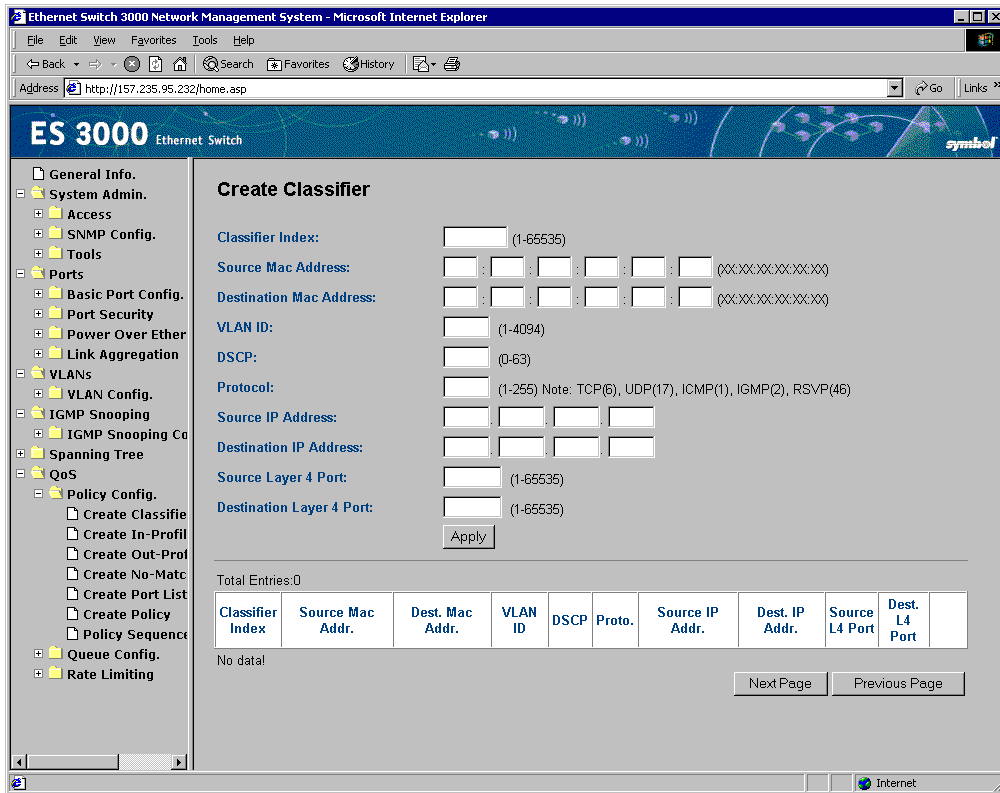 Ethernet Switch 3000 Network Management System - Microsoft Internet Explorer
File Edit View Favorites Tools Help
Back Search Favorites History
Address http://157.235.95.232/home.asp Go Links »
ES 3000 Ethernet Switch
symbol
General Info.
System Admin.
Access
SNMP Config.
Tools
Ports
Basic Port Config.
Port Security
Power Over Ether
Link Aggregation
VLANs
VLAN Config.
IGMP Snooping
IGMP Snooping Co
Spanning Tree
QoS
Policy Config.
Create Classifie
Create In-Profil
Create Out-Prof
Create No-Matc
Create Port List
Create Policy
Policy Sequence
Queue Config.
Rate Limiting
Create Classifier
Classifier Index: (1-65535)
Source Mac Address: : : : : : (XX:XX:XX:XX:XX:XX)
Destination Mac Address: : : : : : (XX:XX:XX:XX:XX:XX)
VLAN ID: (1-4094)
DSCP: (0-63)
Protocol: (1-255) Note: TCP(6), UDP(17), ICMP(1), IGMP(2), RSVP(46)
Source IP Address: . . .
Destination IP Address: . . .
Source Layer 4 Port: (1-65535)
Destination Layer 4 Port: (1-65535)
Apply
Total Entries:0
Classifier Index Source Mac Addr. Dest. Mac Addr. VLAN ID DSCP Proto. Source IP Addr. Dest. IP Addr. Source L4 Port Dest. L4 Port
No data!
Next Page Previous Page
Internet